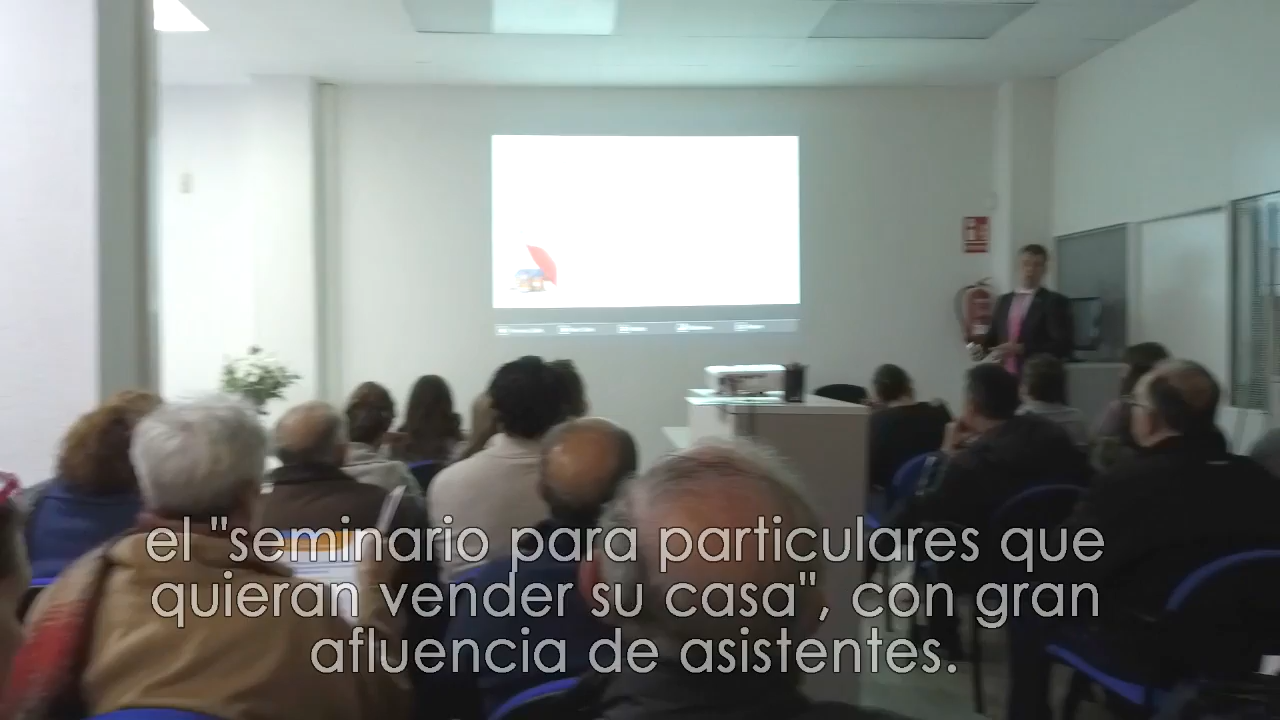 el "seminario para particulares que
quieran vender su casa", con gran
afluencia de asistentes.